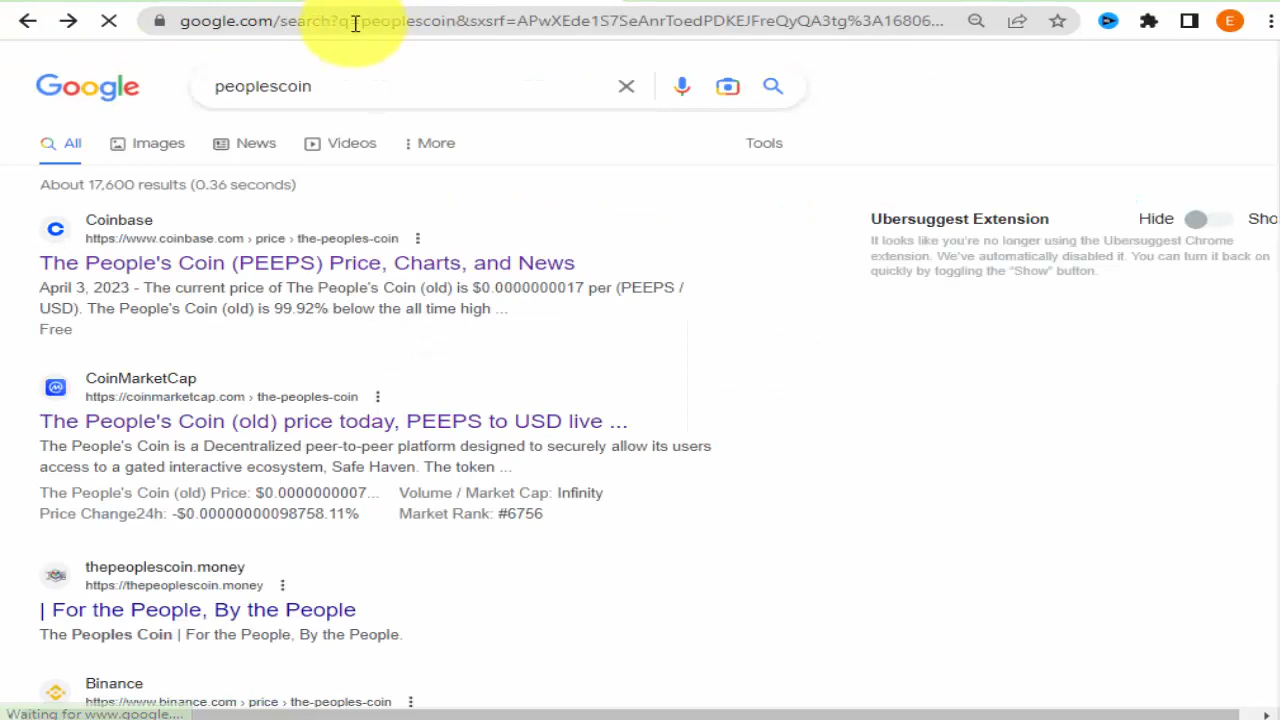 google.com/search?q=peoplescoin&sxsrf=APwXEde1S7SeAnrToedPDKEJFreQyQA3tg%3A16806...
E
Google
peoplescoin
All
Images
News
Videos
More
Tools
About 17,600 results (0.36 seconds)
Coinbase
https://www.coinbase.com › price › the-peoples-coin
The People's Coin (PEEPS) Price, Charts, and News
April 3, 2023 - The current price of The People's Coin (old) is $0.0000000017 per (PEEPS /
USD). The People's Coin (old) is 99.92% below the all time high ...
Free
Ubersuggest Extension
Hide
Sho
It looks like you're no longer using the Ubersuggest Chrome
extension. We've automatically disabled it. You can turn it back on
quickly by toggling the "Show" button.
CoinMarketCap
https://coinmarketcap.com › the-peoples-coin
The People's Coin (old) price today, PEEPS to USD live ...
The People's Coin is a Decentralized peer-to-peer platform designed to securely allow its users
access to a gated interactive ecosystem, Safe Haven. The token ...
The People's Coin (old) Price: $0.0000000007... Volume / Market Cap: Infinity
Price Change24h: -$0.00000000098758.11% Market Rank: #6756
thepeoplescoin.money
https://thepeoplescoin.money
| For the People, By the People
The Peoples Coin | For the People, By the People.
Binance
https://www.binance.com › price › the-peoples-coin
Waiting for www.google....